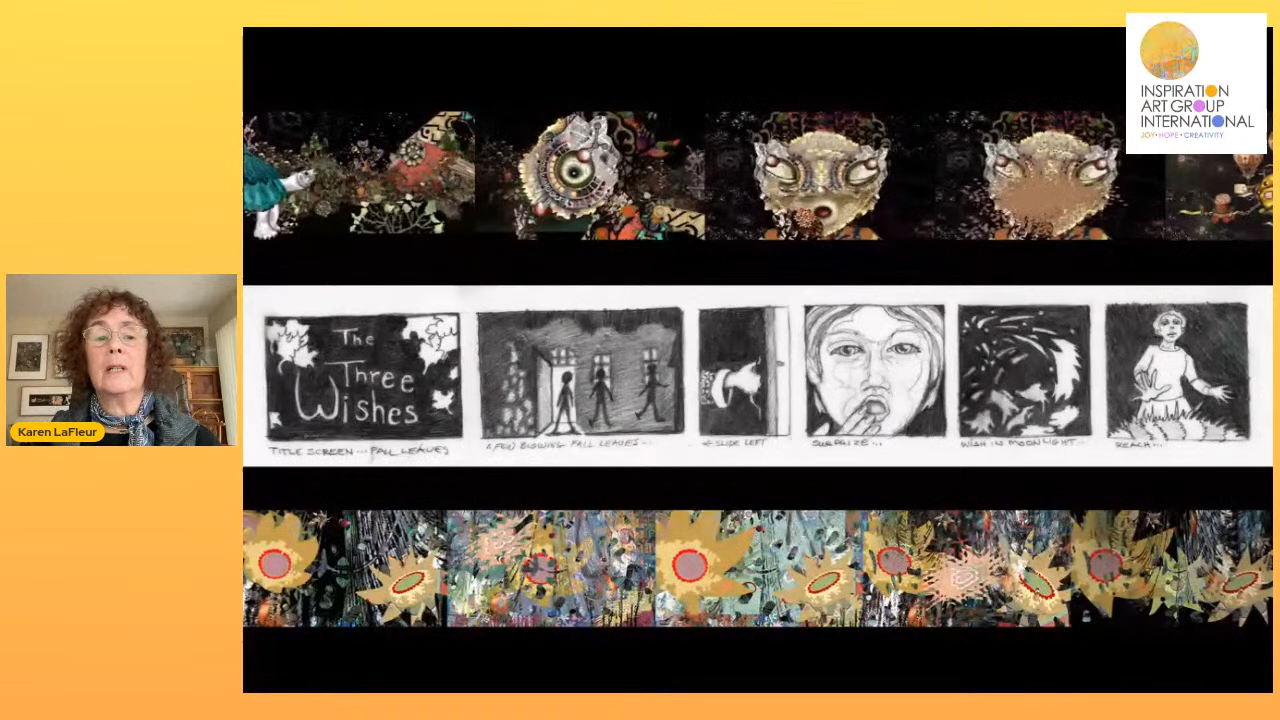 INSPIRATION
ART GROUP
INTERNATIONAL
JOY • HOPE • CREATIVITY
The
Three
Wishes
TITLE SCREEN ... FALL LEAVES
A FEW BLOWING FALL LEAVES ...
← SLIDE LEFT
SURPRIZE ...
WISH IN MOONLIGHT ...
REACH ...
Karen LaFleur